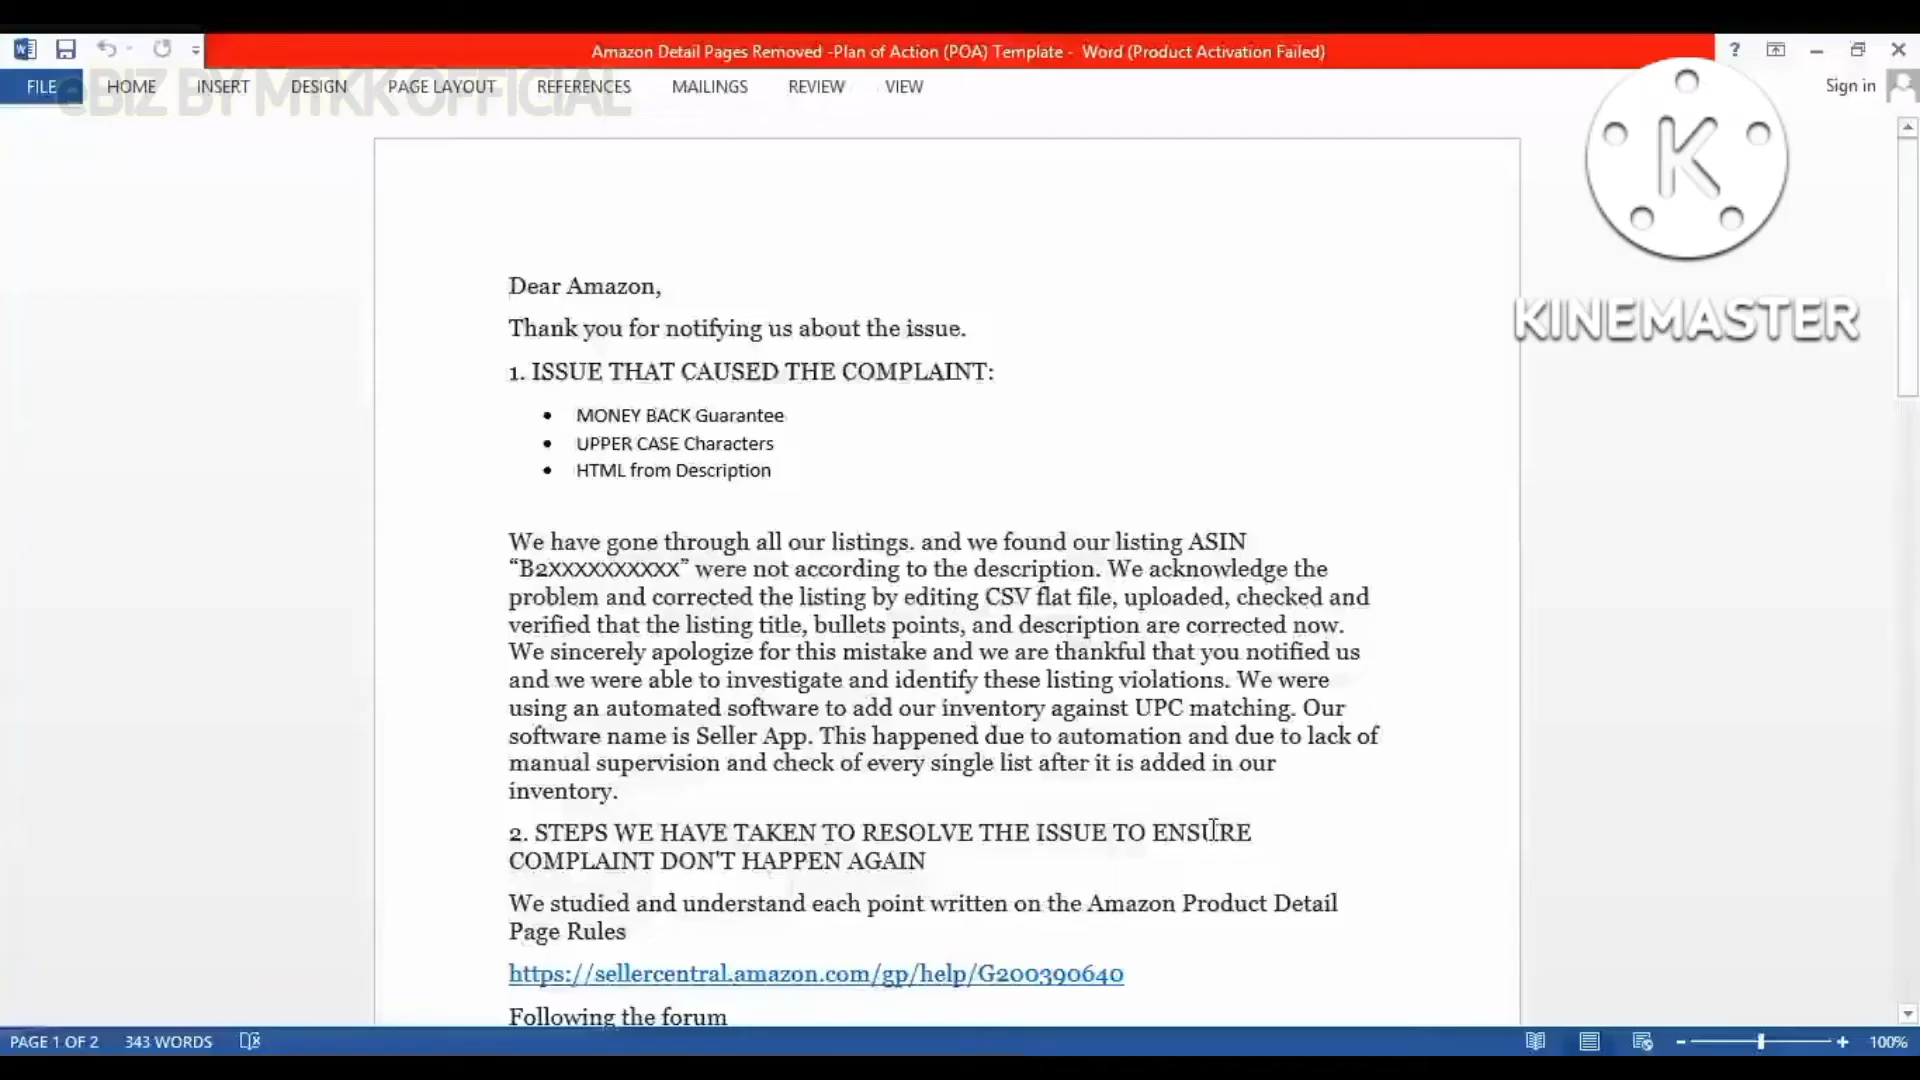 Amazon Detail Pages Removed -Plan of Action (POA) Template - Word (Product Activation Failed)
?
FILE HOME INSERT DESIGN PAGE LAYOUT REFERENCES MAILINGS REVIEW VIEW Sign in
eBIZ BY MTKK OFFICIAL
K
KINEMASTER
Dear Amazon,
Thank you for notifying us about the issue.
1. ISSUE THAT CAUSED THE COMPLAINT:
• MONEY BACK Guarantee
• UPPER CASE Characters
• HTML from Description
We have gone through all our listings. and we found our listing ASIN
“B2XXXXXXXXXX” were not according to the description. We acknowledge the
problem and corrected the listing by editing CSV flat file, uploaded, checked and
verified that the listing title, bullets points, and description are corrected now.
We sincerely apologize for this mistake and we are thankful that you notified us
and we were able to investigate and identify these listing violations. We were
using an automated software to add our inventory against UPC matching. Our
software name is Seller App. This happened due to automation and due to lack of
manual supervision and check of every single list after it is added in our
inventory.
2. STEPS WE HAVE TAKEN TO RESOLVE THE ISSUE TO ENSURE
COMPLAINT DON'T HAPPEN AGAIN
We studied and understand each point written on the Amazon Product Detail
Page Rules
https://sellercentral.amazon.com/gp/help/G200390640
Following the forum
PAGE 1 OF 2 343 WORDS 100%